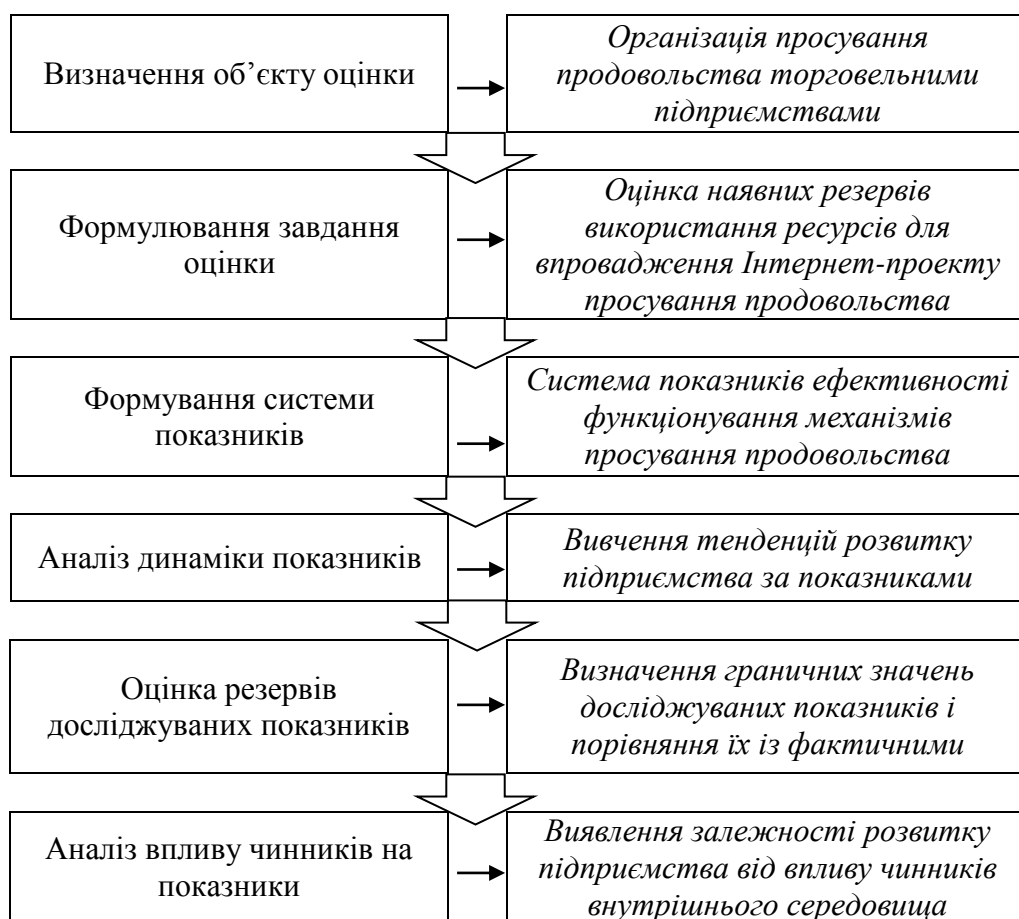 Визначення об’єкту оцінки
Організація просування
продовольства торговельними
підприємствами
Формулювання завдання
оцінки
Оцінка наявних резервів
використання ресурсів для
впровадження Інтернет-проекту
просування продовольства
Формування системи
показників
Система показників ефективності
функціонування механізмів
просування продовольства
Аналіз динаміки показників
Вивчення тенденцій розвитку
підприємства за показниками
Оцінка резервів
досліджуваних показників
Визначення граничних значень
досліджуваних показників і
порівняння їх із фактичними
Аналіз впливу чинників на
показники
Виявлення залежності розвитку
підприємства від впливу чинників
внутрішнього середовища